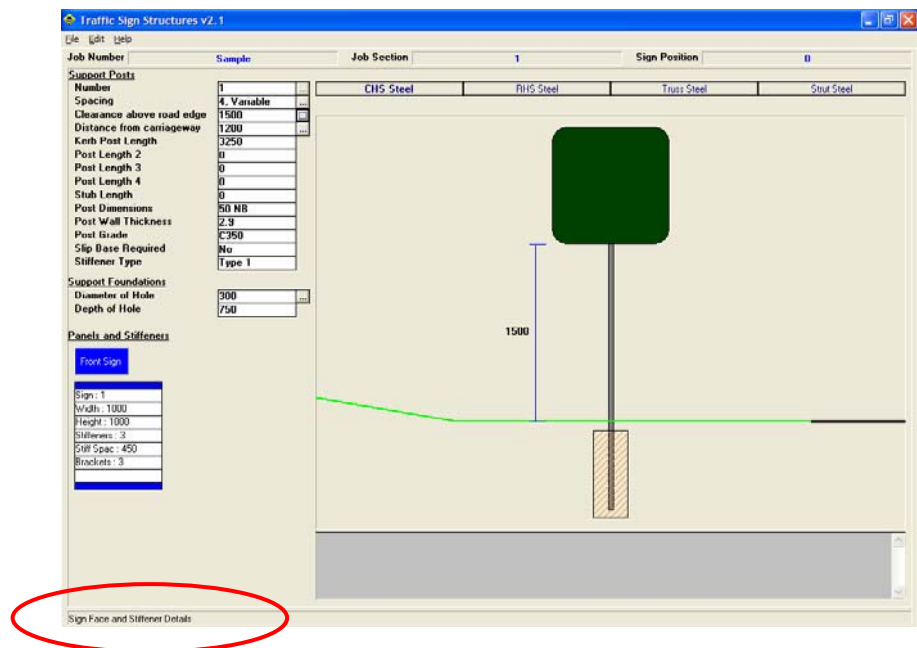 Traffic Sign Structures v2.1
File Edit Help
Job Number Sample Job Section 1 Sign Position 0
Support Posts
Number 1 ...
Spacing 4. Variable ...
Clearance above road edge 1500
Distance from carriageway 1200 ...
Kerb Post Length 3250
Post Length 2 0
Post Length 3 0
Post Length 4 0
Stub Length 0
Post Dimensions 50 NB
Post Wall Thickness 2.9
Post Grade C350
Slip Base Required No
Stiffener Type Type 1
Support Foundations
Diameter of Hole 300 ...
Depth of Hole 750
Panels and Stiffeners
Front Sign
Sign : 1
Width : 1000
Height : 1000
Stiffeners : 3
Stiff Spac : 450
Brackets : 3
CHS Steel RHS Steel Truss Steel Strut Steel
1500
Sign Face and Stiffener Details